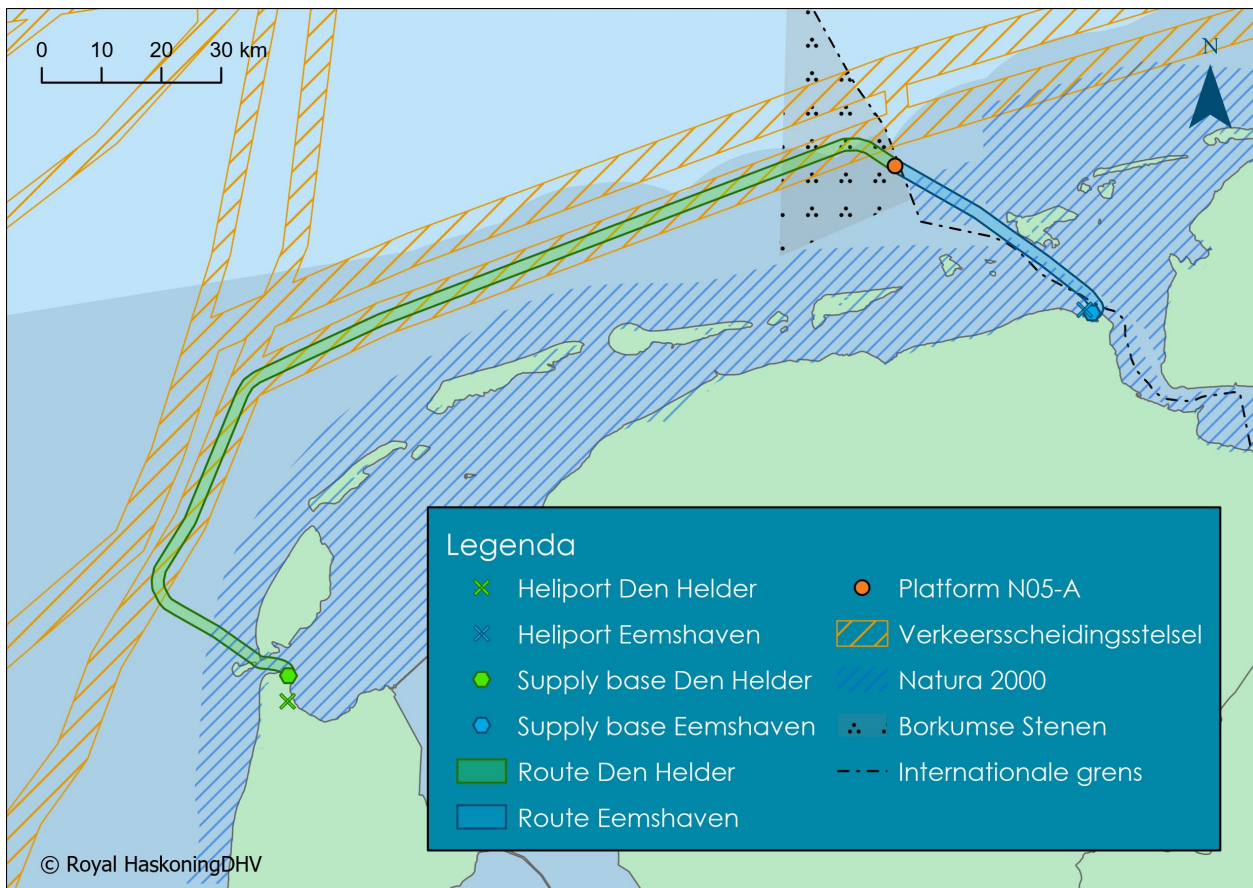 0 10 20 30 km
N
Legenda
Heliport Den Helder
Heliport Eemshaven
Supply base Den Helder
Supply base Eemshaven
Route Den Helder
Route Eemshaven
Platform N05-A
Verkeersscheidingsstelsel
Natura 2000
Borkumse Stenen
Internationale grens
© Royal HaskoningDHV